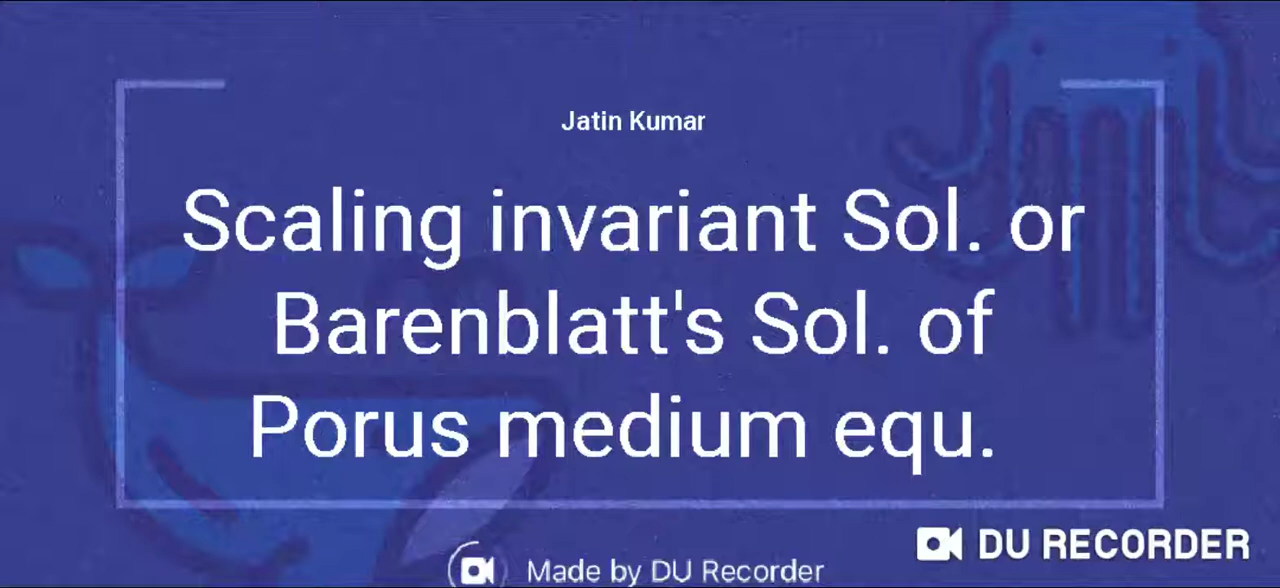 Jatin Kumar
Scaling invariant Sol. or
Barenblatt's Sol. of
Porus medium equ.
DU RECORDER
Made by DU Recorder